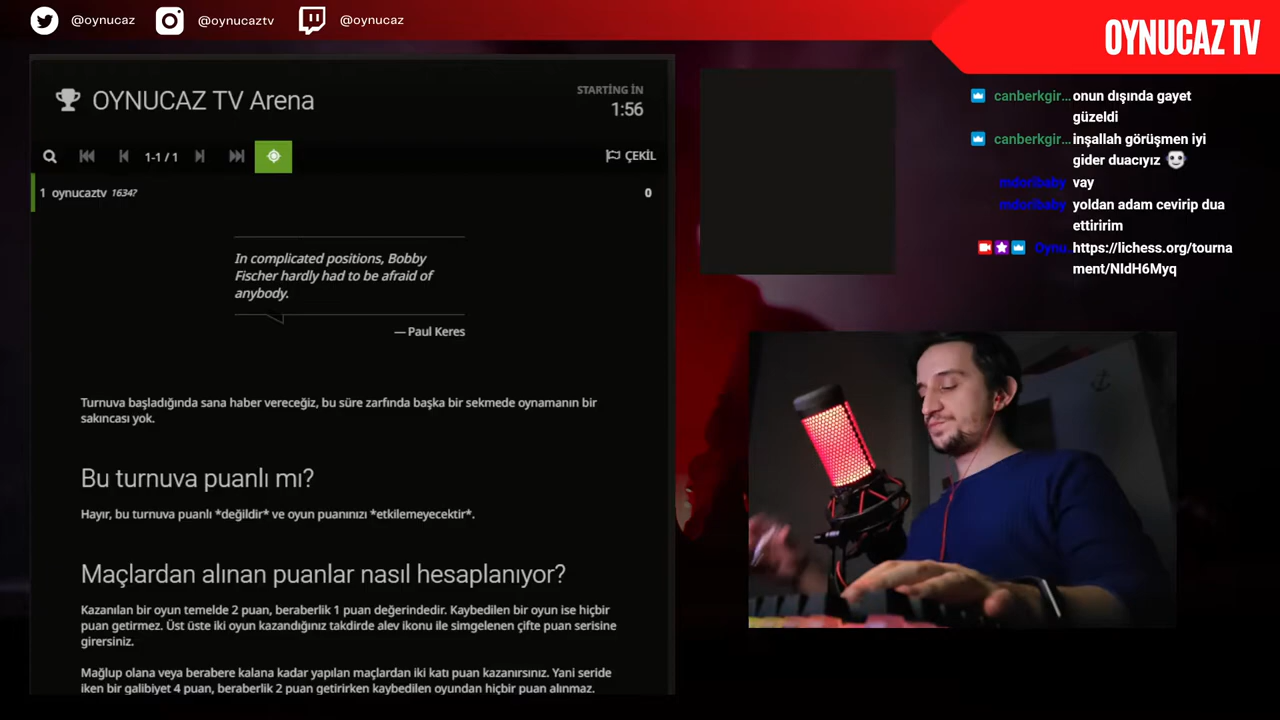 @oynucaz
@oynucaztv
@oynucaz
OYNUCAZ TV
OYNUCAZ TV Arena
STARTİNG İN
1:56
1-1 / 1
ÇEKİL
1 oynucaztv 1634?
0
In complicated positions, Bobby
Fischer hardly had to be afraid of
anybody.
— Paul Keres
Turnuva başladığında sana haber vereceğiz, bu süre zarfında başka bir sekmede oynamanın bir
sakıncası yok.
Bu turnuva puanlı mı?
Hayır, bu turnuva puanlı *değildir* ve oyun puanınızı *etkilemeyecektir*.
Maçlardan alınan puanlar nasıl hesaplanıyor?
Kazanılan bir oyun temelde 2 puan, beraberlik 1 puan değerindedir. Kaybedilen bir oyun ise hiçbir
puan getirmez. Üst üste iki oyun kazandığınız takdirde alev ikonu ile simgelenen çifte puan serisine
girersiniz.
Mağlup olana veya berabere kalana kadar yapılan maçlardan iki katı puan kazanırsınız. Yani seride
iken bir galibiyet 4 puan, beraberlik 2 puan getirirken kaybedilen oyundan hiçbir puan alınmaz.
canberkgir... onun dışında gayet
güzeldi
canberkgir... inşallah görüşmen iyi
gider duacıyız
mdoribaby vay
mdoribaby yoldan adam cevirip dua
ettiririm
Oynu. https://lichess.org/tourna
ment/NIdH6Myq